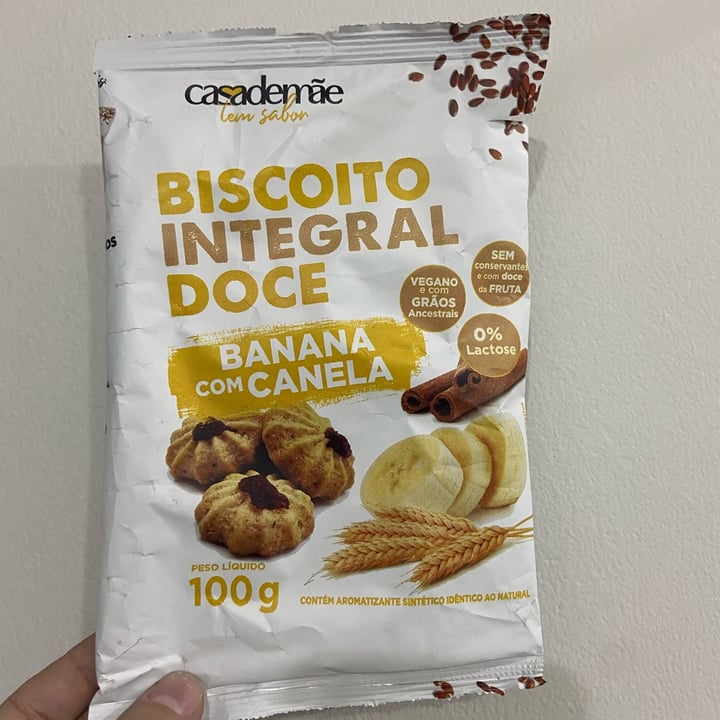 casademãe
tem sabor
BISCOITO
INTEGRAL
DOCE
BANANA
COM CANELA
VEGANO
e com
GRÃOS
Ancestrais
SEM
conservante
e com doce
da FRUTA
0%
Lactose
PESO LÍQUIDO
100g
CONTÉM AROMATIZANTE SINTÉTICO IDÊNTICO AO NATURAL